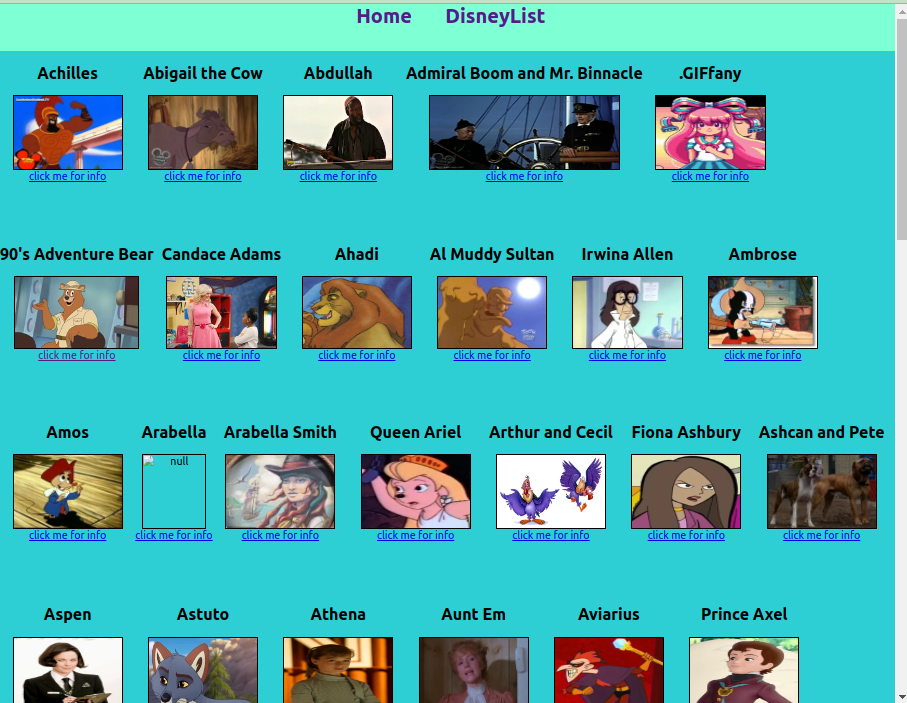 Home DisneyList
Achilles Abigail the Cow Abdullah Admiral Boom and Mr. Binnacle .GIFfany
click me for info click me for info click me for info click me for info click me for info
90's Adventure Bear Candace Adams Ahadi Al Muddy Sultan Irwina Allen Ambrose
click me for info click me for info click me for info click me for info click me for info click me for info
Amos Arabella Arabella Smith Queen Ariel Arthur and Cecil Fiona Ashbury Ashcan and Pete
null
click me for info click me for info click me for info click me for info click me for info click me for info click me for info
Aspen Astuto Athena Aunt Em Aviarius Prince Axel